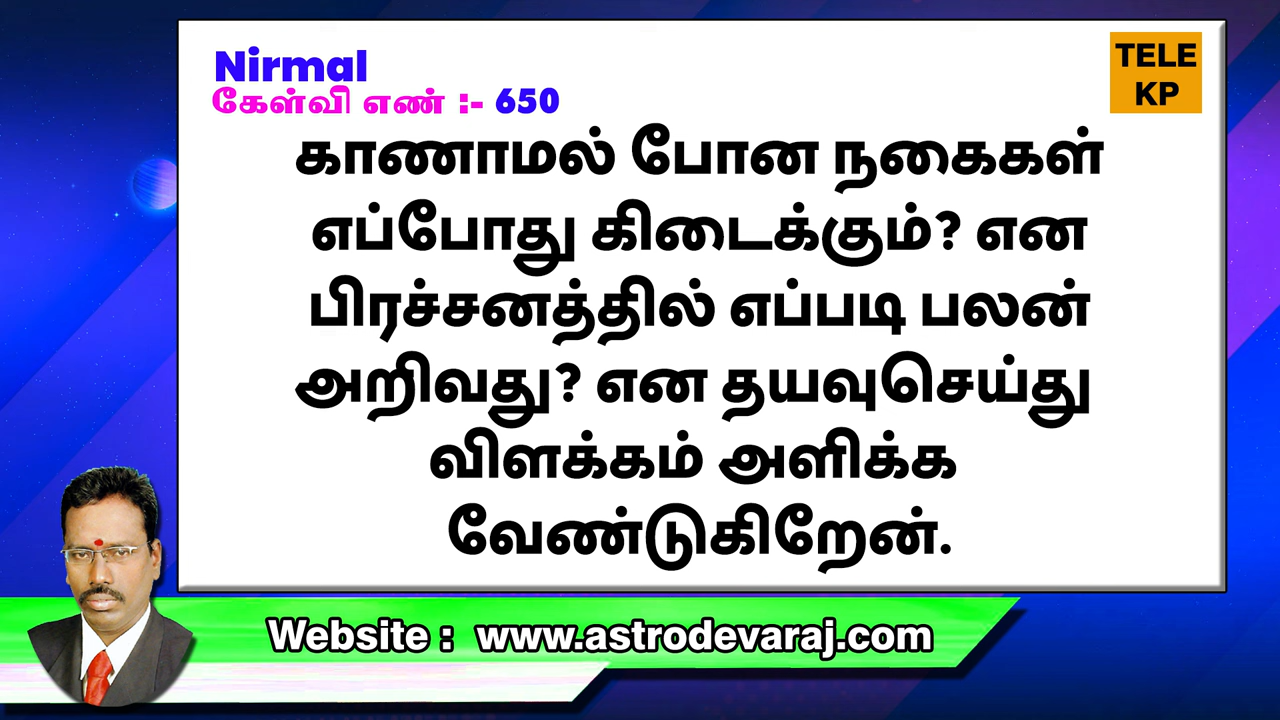 Nirmal
கேள்வி எண் :- 650
TELE
KP
காணாமல் போன நகைகள்
எப்போது கிடைக்கும்? என
பிரச்சனத்தில் எப்படி பலன்
அறிவது? என தயவுசெய்து
விளக்கம் அளிக்க
வேண்டுகிறேன்.
Website : www.astrodevaraj.com